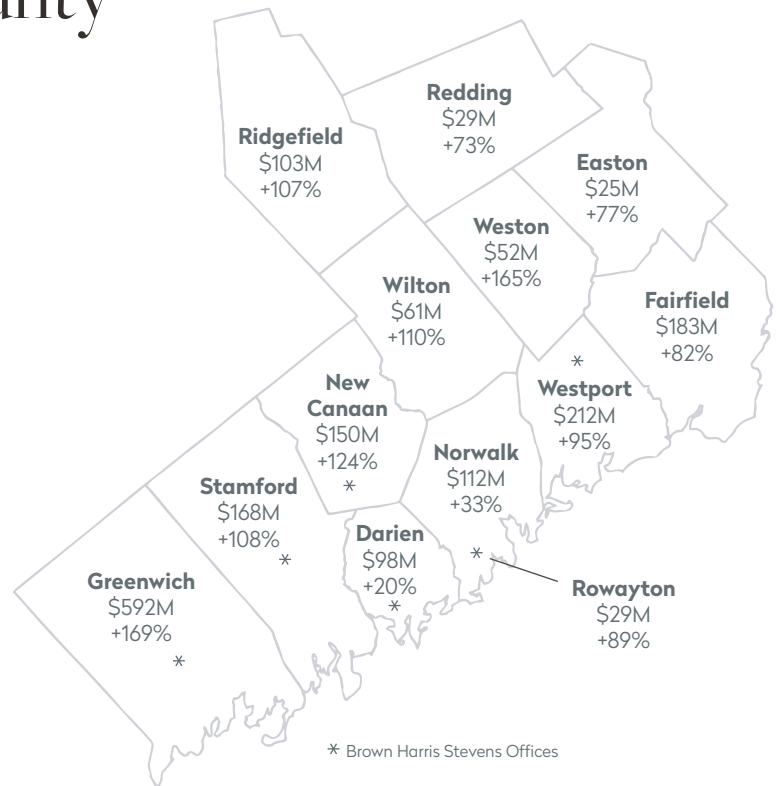 Redding
$29M
+73%
Ridgefield
$103M
+107%
Easton
$25M
+77%
Weston
$52M
+165%
Wilton
$61M
+110%
Fairfield
$183M
+82%
New
Canaan
$150M
+124%
*
*
Westport
$212M
+95%
Norwalk
$112M
+33%
*
Stamford
$168M
+108%
*
Darien
$98M
+20%
*
Greenwich
$592M
+169%
*
Rowayton
$29M
+89%
* Brown Harris Stevens Offices